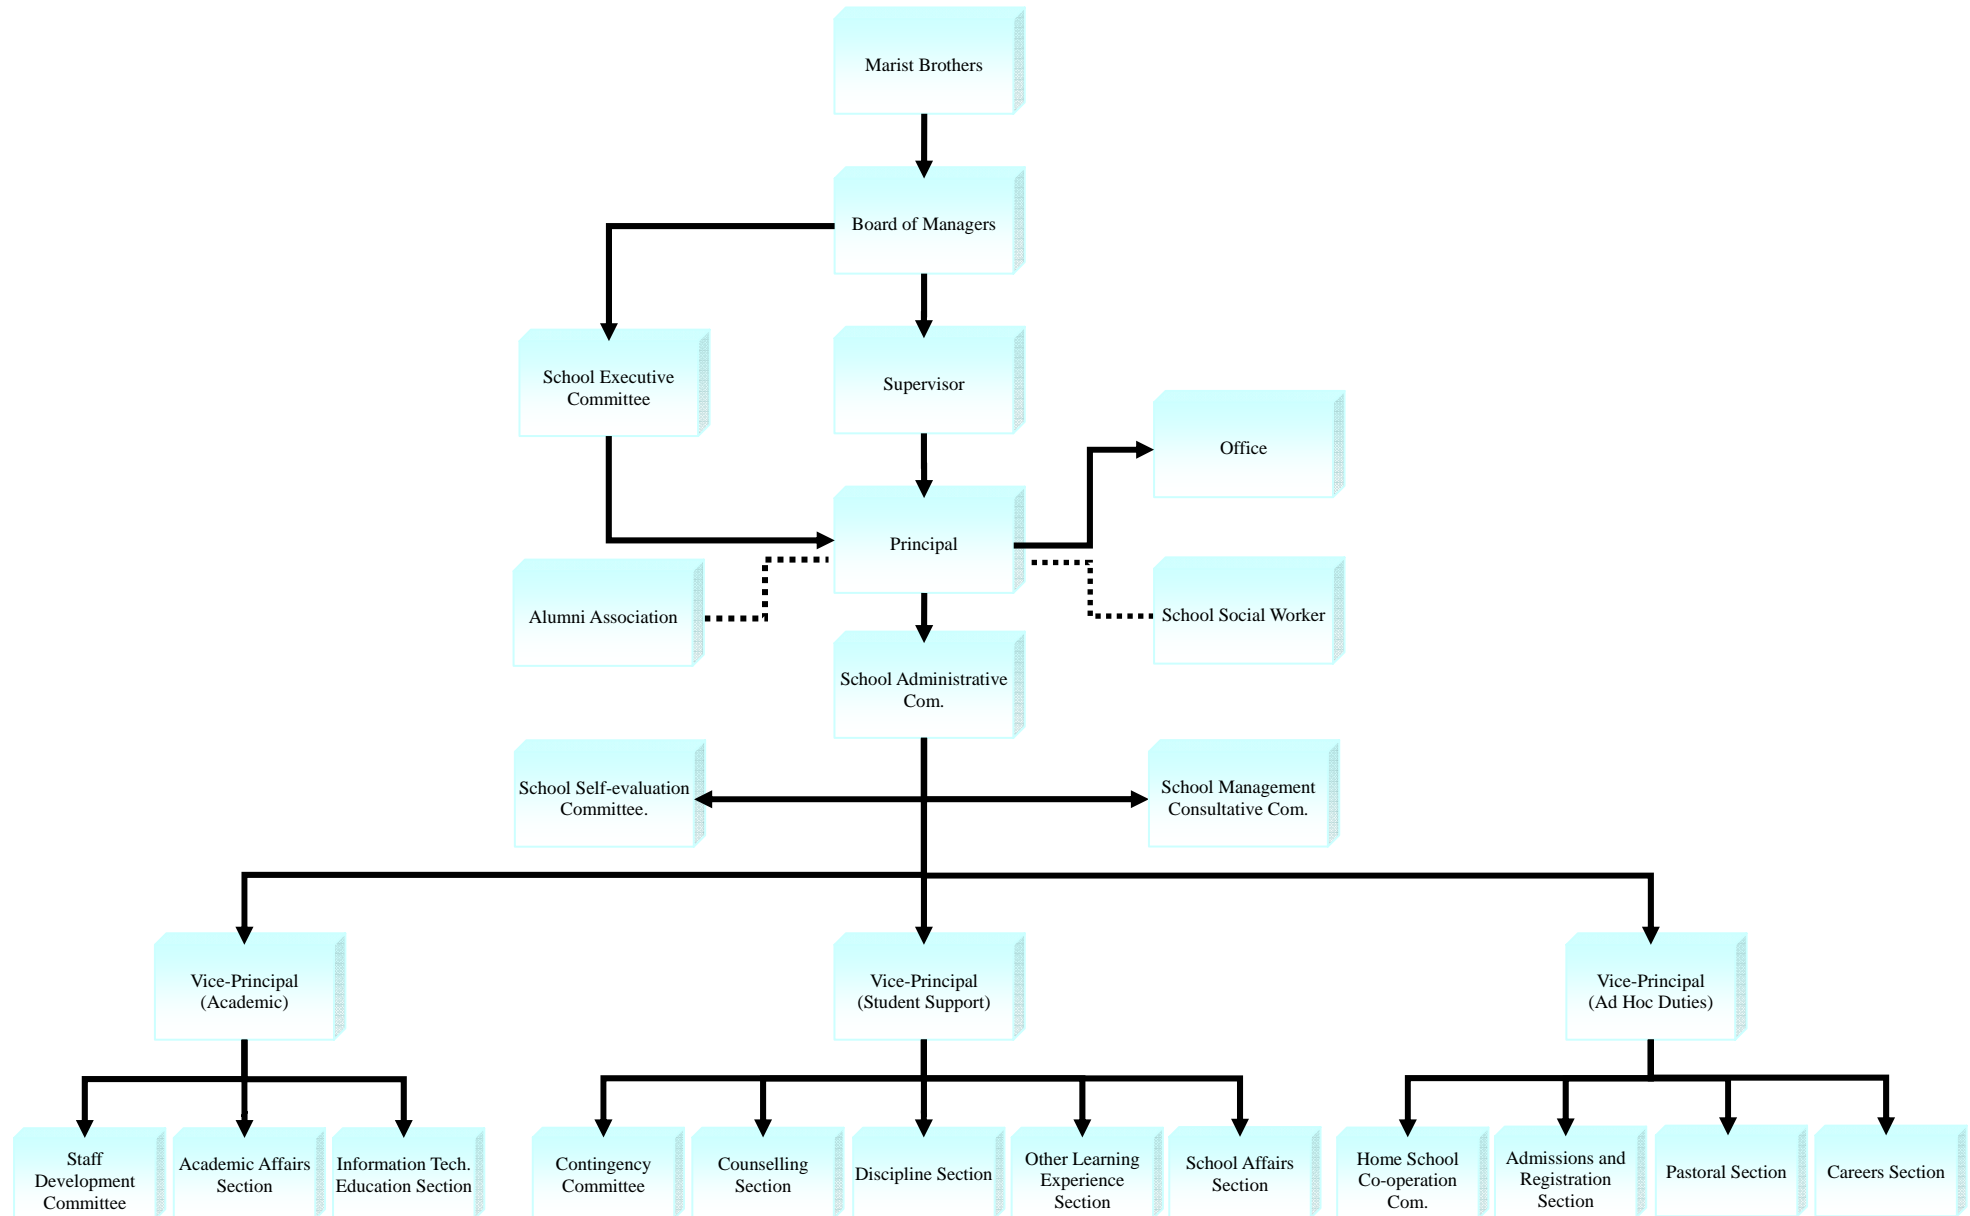 Marist Brothers
Board of Managers
School Executive
Committee
Supervisor
Office
Principal
Alumni Association
School Social Worker
School Administrative
Com.
School Self-evaluation
Committee.
School Management
Consultative Com.
Vice-Principal
(Academic)
Vice-Principal
(Student Support)
Vice-Principal
(Ad Hoc Duties)
Staff
Development
Committee
Academic Affairs
Section
Information Tech.
Education Section
Contingency
Committee
Counselling
Section
Discipline Section
Other Learning
Experience
Section
School Affairs
Section
Home School
Co-operation
Com.
Admissions and
Registration
Section
Pastoral Section
Careers Section